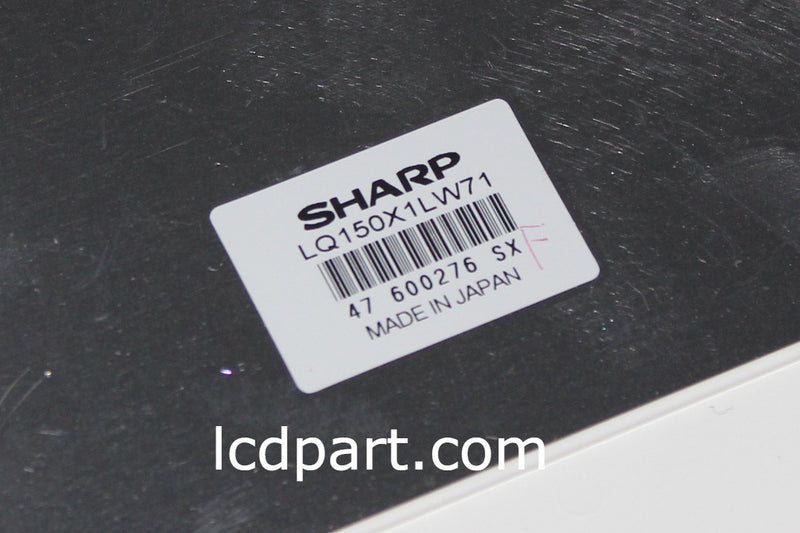 SHARP
LQ150X1LW71
47 600276 SX
F
MADE IN JAPAN
lcdpart.com